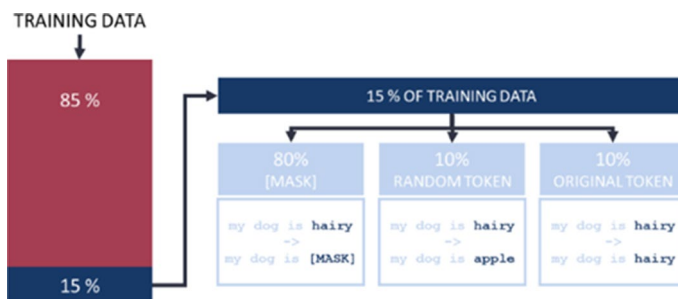 TRAINING DATA
85 %
15 %
15 % OF TRAINING DATA
80%
[MASK]
my dog is hairy
->
my dog is [MASK]
10%
RANDOM TOKEN
my dog is hairy
->
my dog is apple
10%
ORIGINAL TOKEN
my dog is hairy
->
my dog is hairy